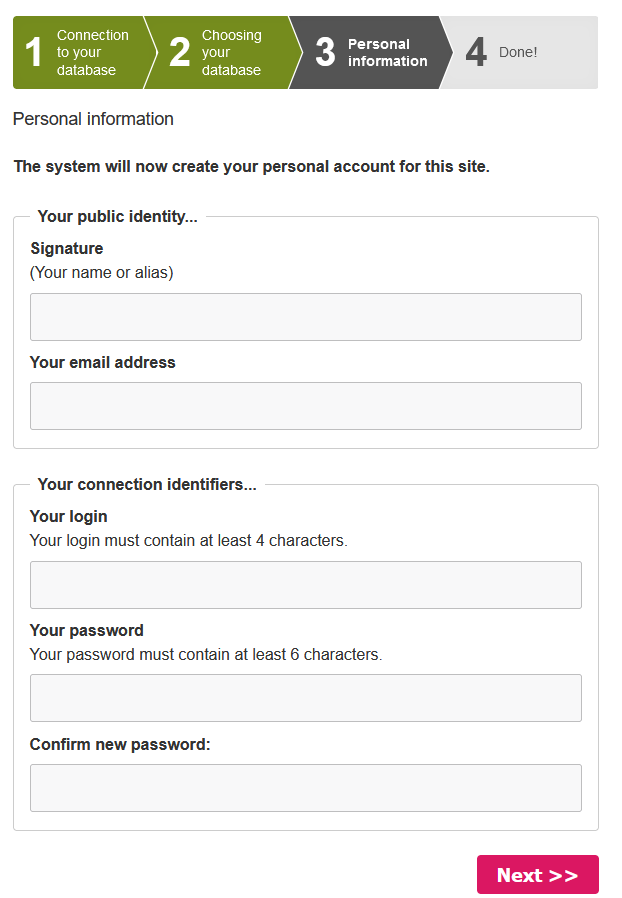 1 Connection
to your
database
2 Choosing
your
database
3 Personal
information
4 Done!
Personal information
The system will now create your personal account for this site.
Your public identity...
Signature
(Your name or alias)
Your email address
Your connection identifiers...
Your login
Your login must contain at least 4 characters.
Your password
Your password must contain at least 6 characters.
Confirm new password:
Next >>